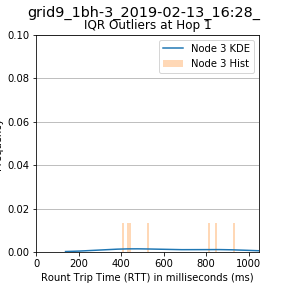 grid9_1bh-3_2019-02-13_16:28_
IQR Outliers at Hop 1
Node 3 KDE
Node 3 Hist
0.10
0.08
0.06
0.04
0.02
0.00
0 200 400 600 800 1000
Rount Trip Time (RTT) in milliseconds (ms)